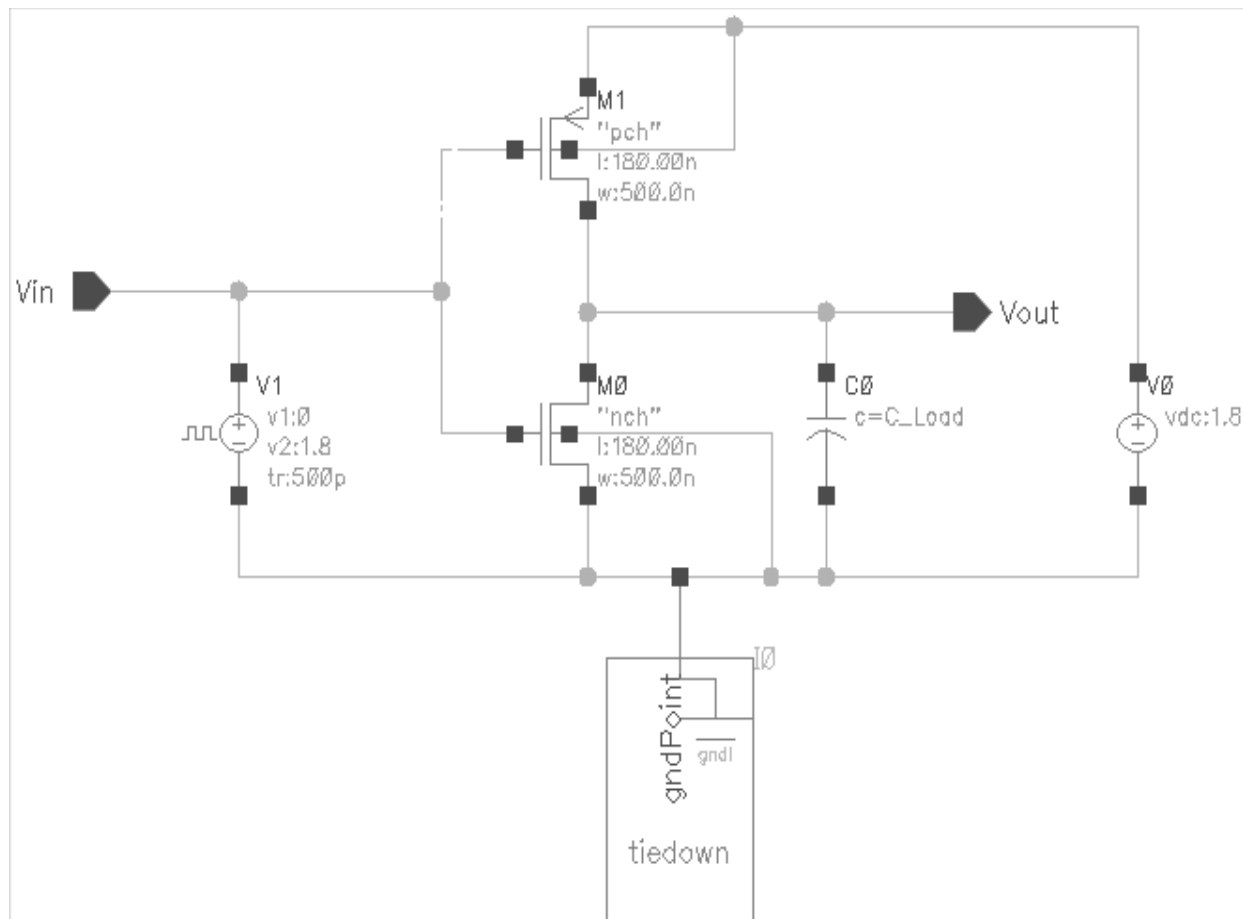 M1
"pch"
l:180.00n
w:500.0n
Vin
Vout
V1
v1:0
v2:1.8
tr:500p
M0
"nch"
l:180.00n
w:500.0n
C0
c=C_Load
V0
vdc:1.8
I0
gndPoint
gnd!
tiedown